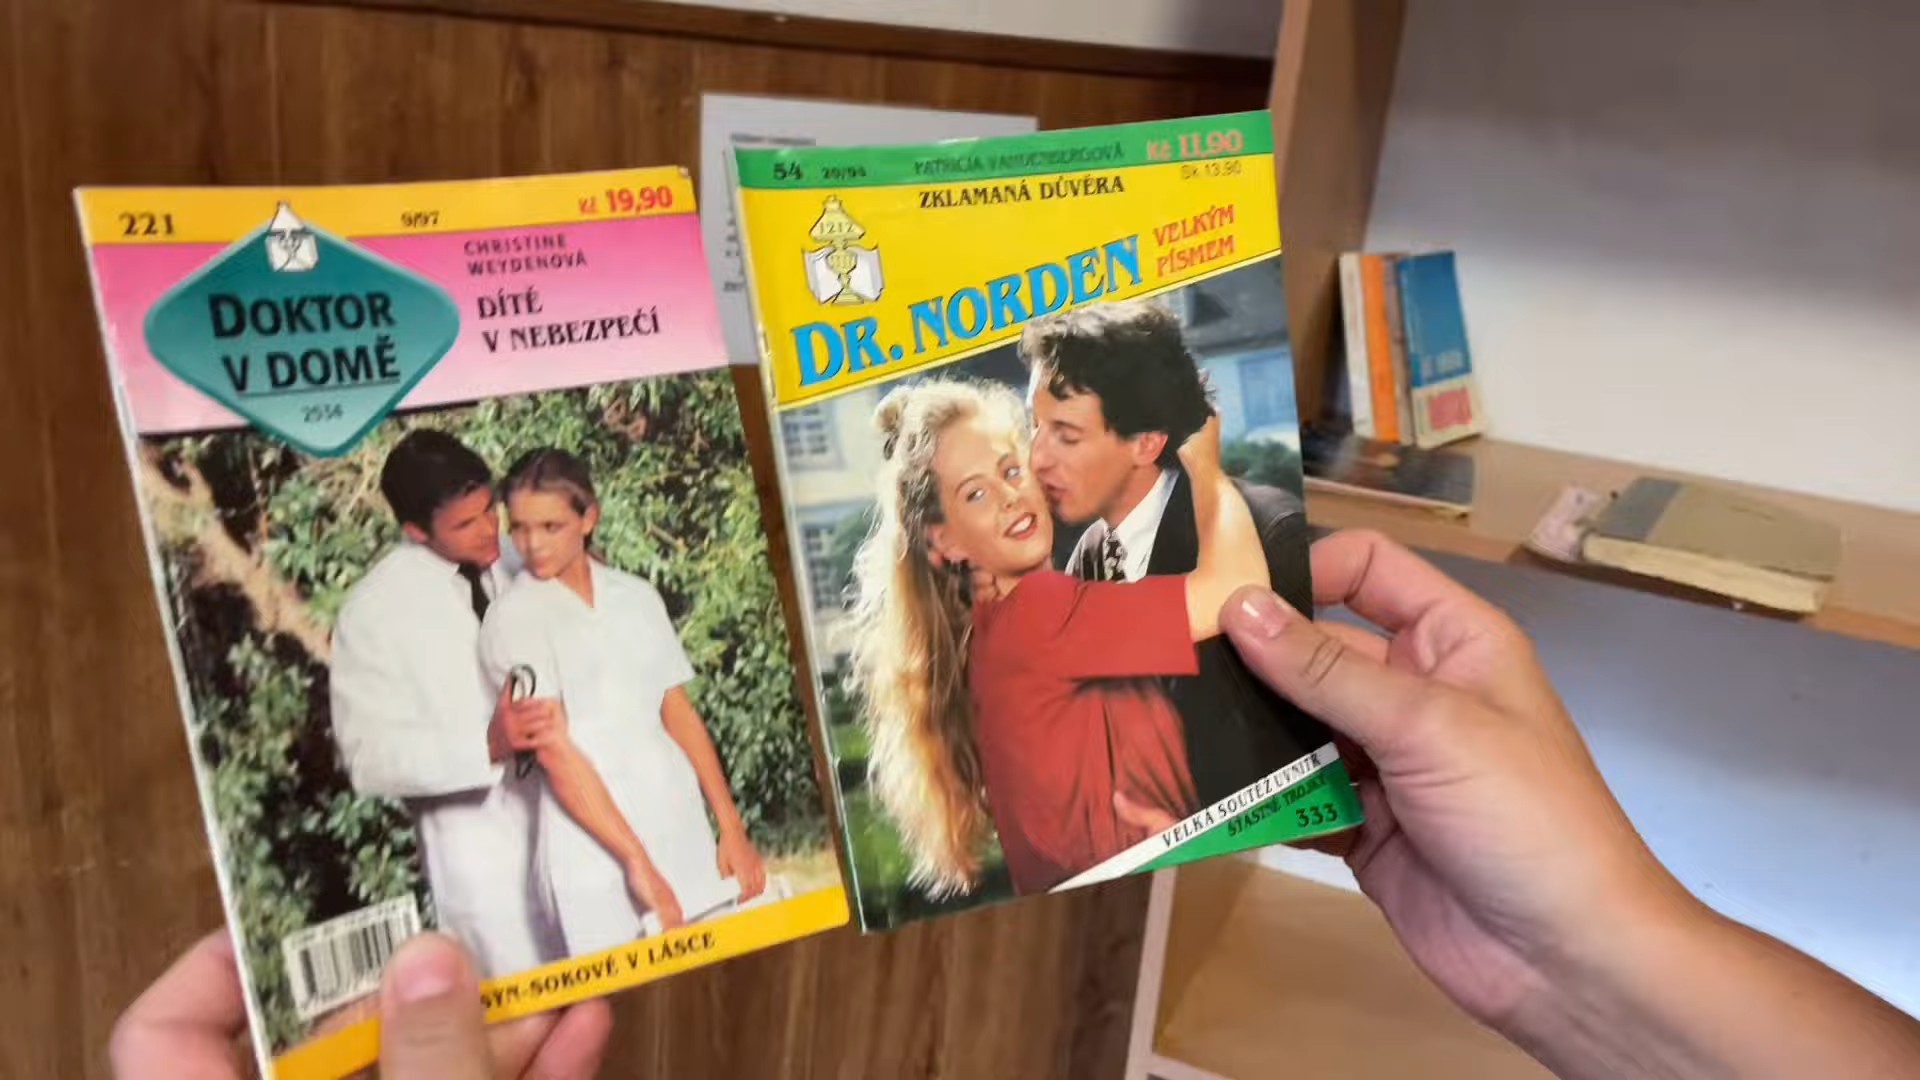 221
9/97
Kč 19,90
CHRISTINE
WEYDENOVÁ
DÍTĚ
V NEBEZPEČÍ
DOKTOR
V DOMĚ
2534
SYN-SOKOVÉ V LÁSCE
54 20/94 PATRICIA VANDENBERGOVÁ Kč 11,90
Sk 13,90
ZKLAMANÁ DŮVĚRA
1212
DR. NORDEN
VELKÝM
PÍSMEM
VELKÁ SOUTĚŽ UVNITŘ
ŠŤASTNÉ TROJKY
333